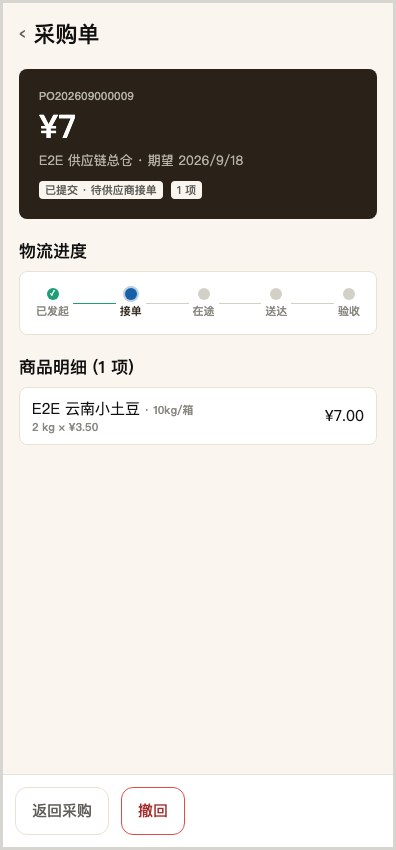 ‹ 采购单
PO202609000009
¥7
E2E 供应链总仓 · 期望 2026/9/18
已提交 · 待供应商接单 1 项
物流进度
已发起 接单 在途 送达 验收
商品明细 (1 项)
E2E 云南小土豆 · 10kg/箱
¥7.00
2 kg × ¥3.50
返回采购 撤回